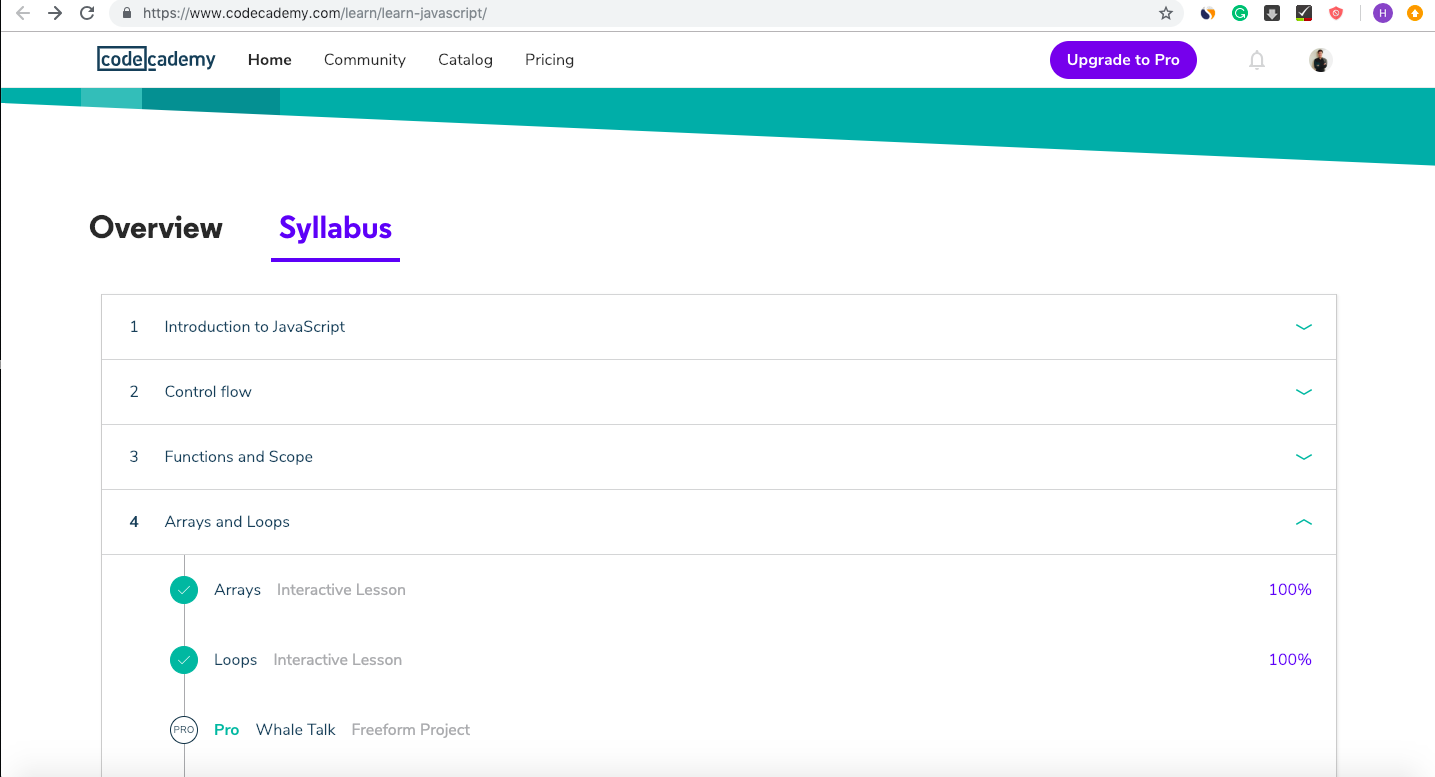 https://www.codecademy.com/learn/learn-javascript/
H
codecademy Home Community Catalog Pricing Upgrade to Pro
Overview Syllabus
1 Introduction to JavaScript
2 Control flow
3 Functions and Scope
4 Arrays and Loops
Arrays Interactive Lesson 100%
Loops Interactive Lesson 100%
PRO Pro Whale Talk Freeform Project